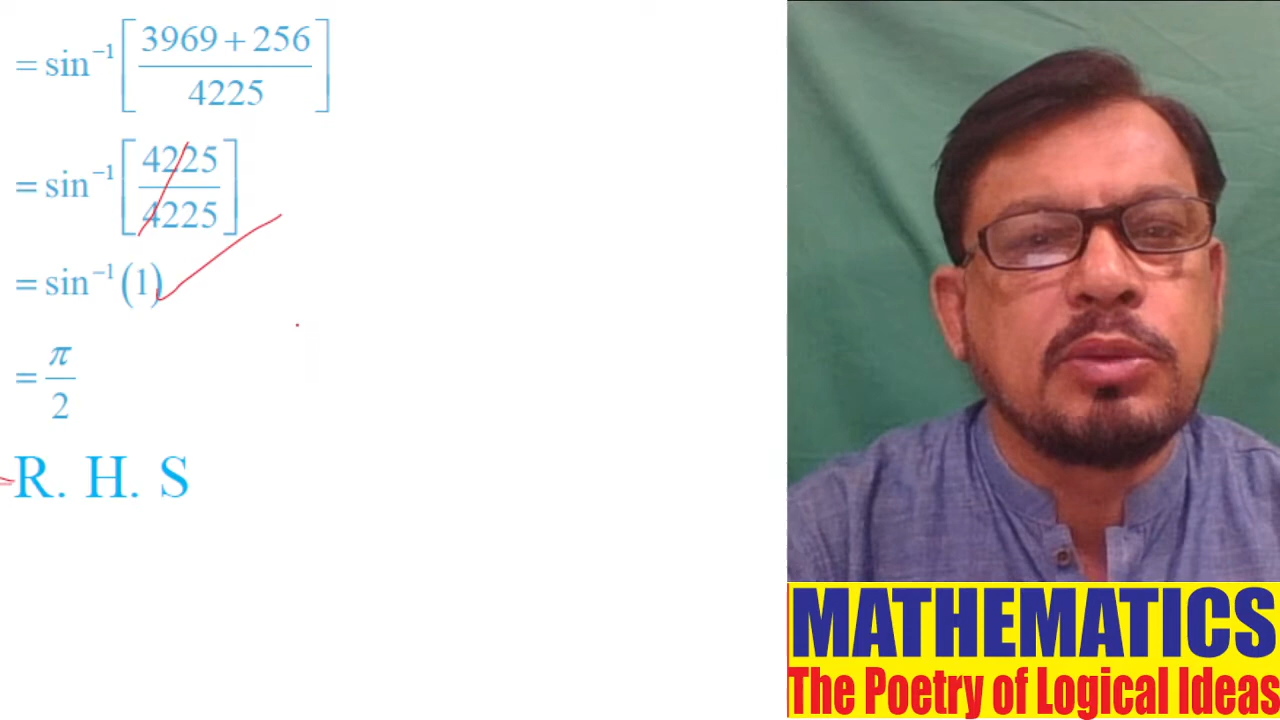 = sin⁻¹ [ (3969 + 256) / 4225 ]
= sin⁻¹ [ 4225 / 4225 ]
= sin⁻¹ (1)
= π / 2
= R. H. S
MATHEMATICS
The Poetry of Logical Ideas